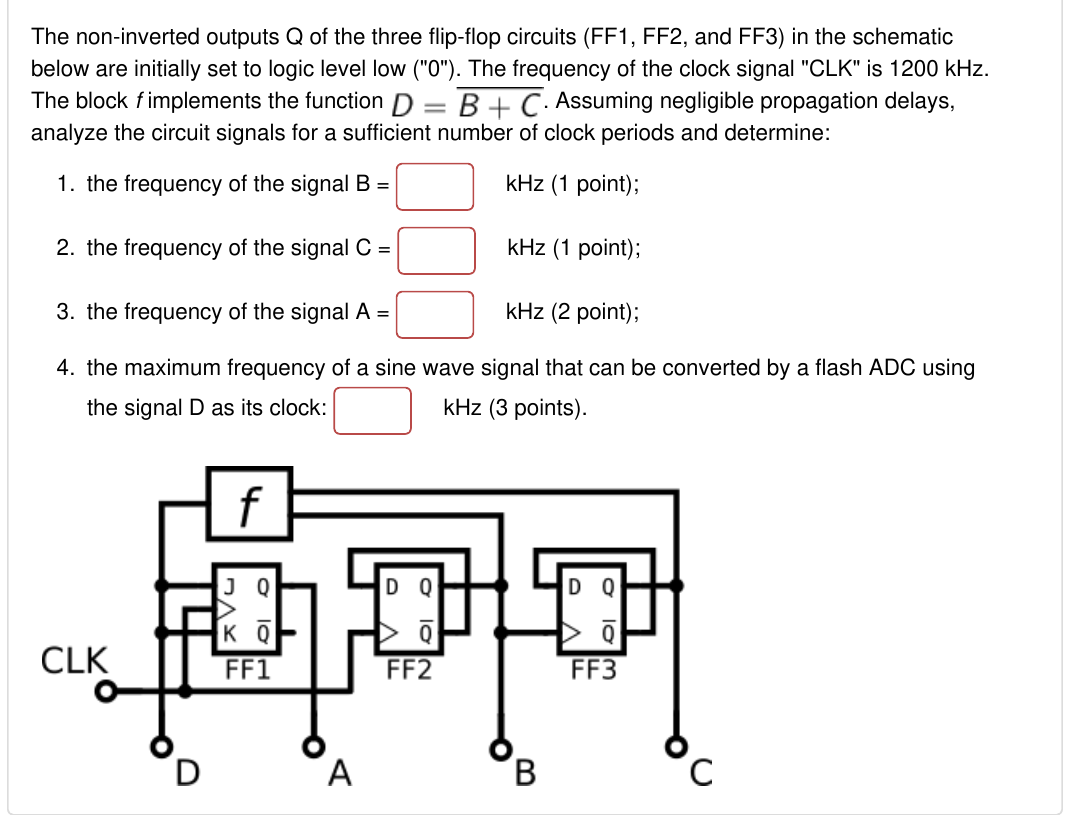 The non-inverted outputs Q of the three flip-flop circuits (FF1, FF2, and FF3) in the schematic
below are initially set to logic level low ("0"). The frequency of the clock signal "CLK" is 1200 kHz.
The block f implements the function D = \overline{B + C}. Assuming negligible propagation delays,
analyze the circuit signals for a sufficient number of clock periods and determine:
1. the frequency of the signal B = kHz (1 point);
2. the frequency of the signal C = kHz (1 point);
3. the frequency of the signal A = kHz (2 point);
4. the maximum frequency of a sine wave signal that can be converted by a flash ADC using
the signal D as its clock: kHz (3 points).
f
J Q D Q D Q
K Q̅ Q̅ Q̅
CLK FF1 FF2 FF3
D A B C